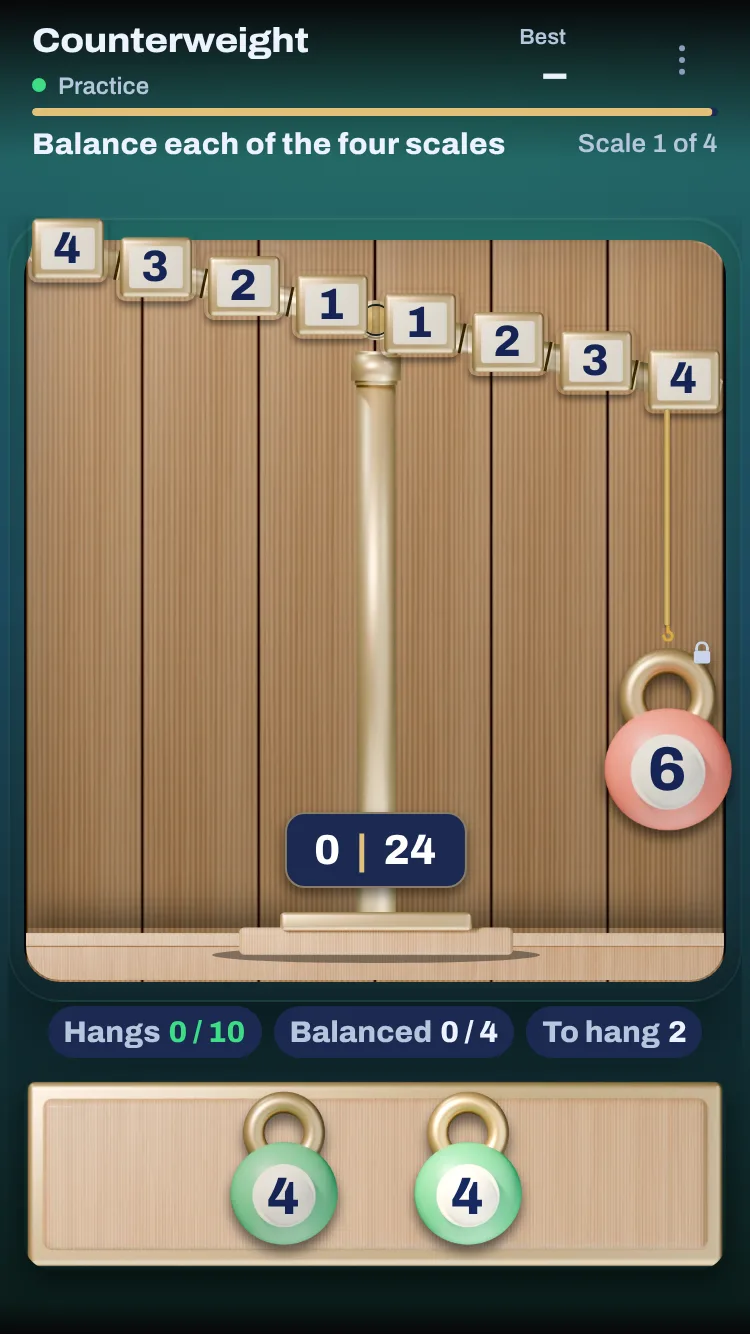 Counterweight
Best
Practice
–
Balance each of the four scales
Scale 1 of 4
4 3 2 1 1 2 3 4
6
0 | 24
Hangs 0 / 10
Balanced 0 / 4
To hang 2
4 4